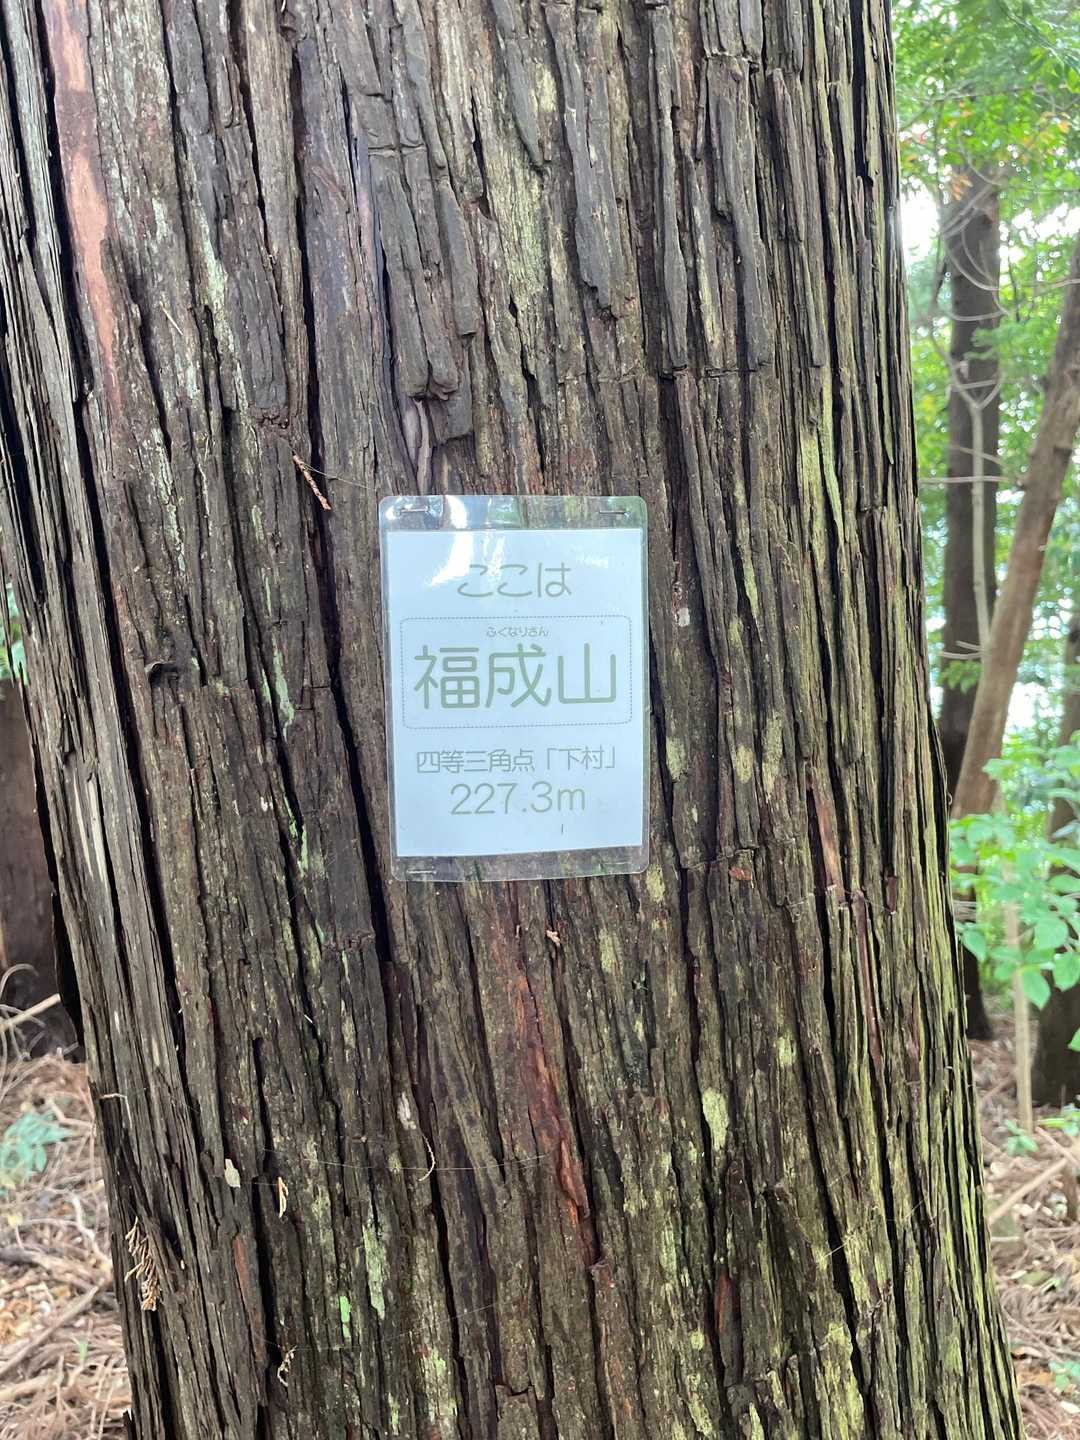 ここは
ふくなりさん
福成山
四等三角点「下村」
227.3m